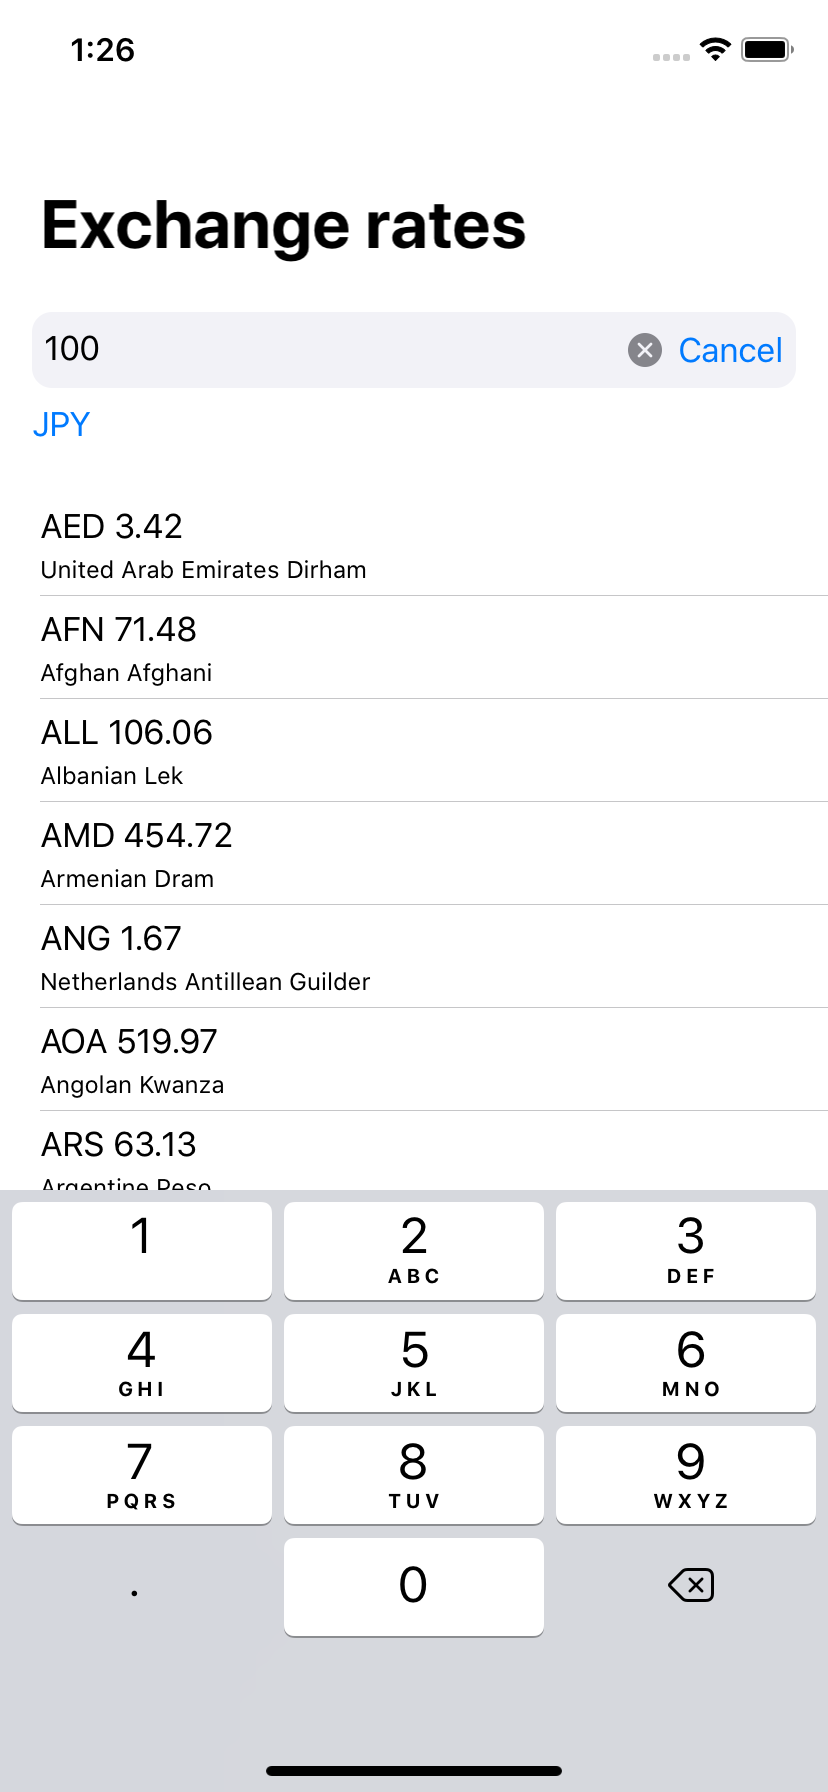 1:26
Exchange rates
100
Cancel
JPY
AED 3.42
United Arab Emirates Dirham
AFN 71.48
Afghan Afghani
ALL 106.06
Albanian Lek
AMD 454.72
Armenian Dram
ANG 1.67
Netherlands Antillean Guilder
AOA 519.97
Angolan Kwanza
ARS 63.13
Argentine Peso
1
2
ABC
3
DEF
4
GHI
5
JKL
6
MNO
7
PQRS
8
TUV
9
WXYZ
.
0